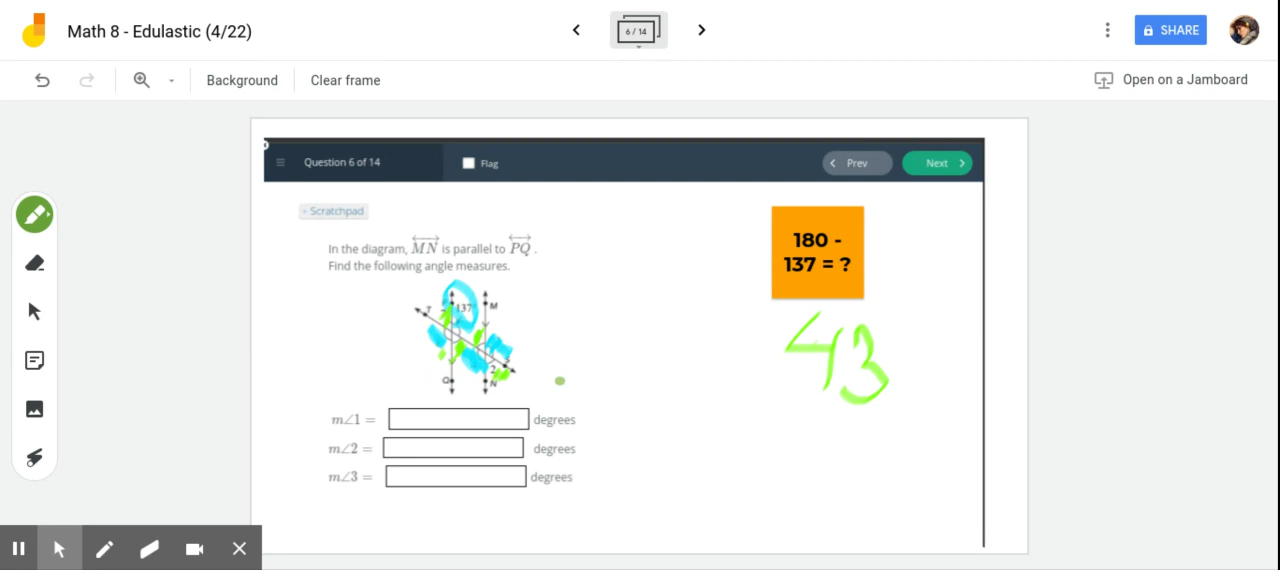 Math 8 - Edulastic (4/22)
6 / 14
SHARE
Background
Clear frame
Open on a Jamboard
Question 6 of 14
Flag
Prev
Next
+ Scratchpad
In the diagram, MN is parallel to PQ .
Find the following angle measures.
180 -
137 = ?
T
137
M
43
2
Q
N
m∠1 =
degrees
m∠2 =
degrees
m∠3 =
degrees